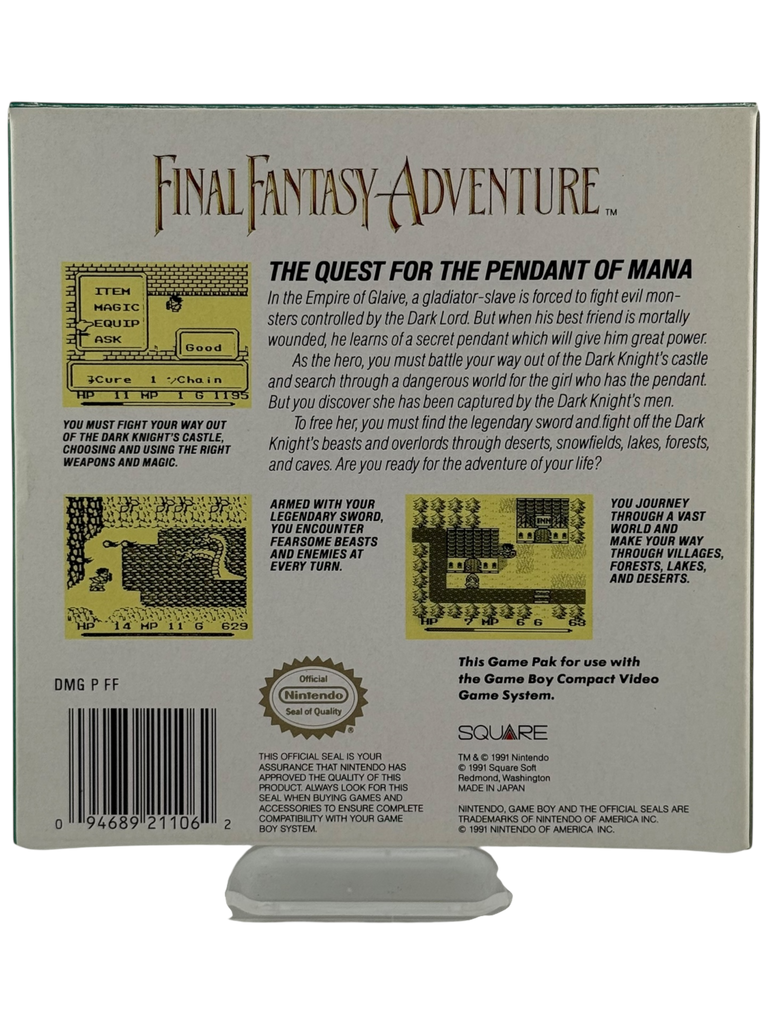 FINAL FANTASY ADVENTURE™
THE QUEST FOR THE PENDANT OF MANA
In the Empire of Glaive, a gladiator-slave is forced to fight evil mon-
sters controlled by the Dark Lord. But when his best friend is mortally
wounded, he learns of a secret pendant which will give him great power.
As the hero, you must battle your way out of the Dark Knight's castle
and search through a dangerous world for the girl who has the pendant.
But you discover she has been captured by the Dark Knight's men.
To free her, you must find the legendary sword and fight off the Dark
Knight's beasts and overlords through deserts, snowfields, lakes, forests,
and caves. Are you ready for the adventure of your life?
ITEM
MAGIC
EQUIP
ASK
Good
Cure 1 Chain
HP 11 MP 1 G 1195
YOU MUST FIGHT YOUR WAY OUT
OF THE DARK KNIGHT'S CASTLE,
CHOOSING AND USING THE RIGHT
WEAPONS AND MAGIC.
HP 14 MP 11 G 629
ARMED WITH YOUR
LEGENDARY SWORD,
YOU ENCOUNTER
FEARSOME BEASTS
AND ENEMIES AT
EVERY TURN.
INN
HP 7 MP 6 G 63
YOU JOURNEY
THROUGH A VAST
WORLD AND
MAKE YOUR WAY
THROUGH VILLAGES,
FORESTS, LAKES,
AND DESERTS.
DMG P FF
0 94689 21106 2
Official
Nintendo
Seal of Quality
®
THIS OFFICIAL SEAL IS YOUR
ASSURANCE THAT NINTENDO HAS
APPROVED THE QUALITY OF THIS
PRODUCT. ALWAYS LOOK FOR THIS
SEAL WHEN BUYING GAMES AND
ACCESSORIES TO ENSURE COMPLETE
COMPATIBILITY WITH YOUR GAME
BOY SYSTEM.
This Game Pak for use with
the Game Boy Compact Video
Game System.
SQUARE
TM & © 1991 Nintendo
© 1991 Square Soft
Redmond, Washington
MADE IN JAPAN
NINTENDO, GAME BOY AND THE OFFICIAL SEALS ARE
TRADEMARKS OF NINTENDO OF AMERICA INC.
© 1991 NINTENDO OF AMERICA INC.